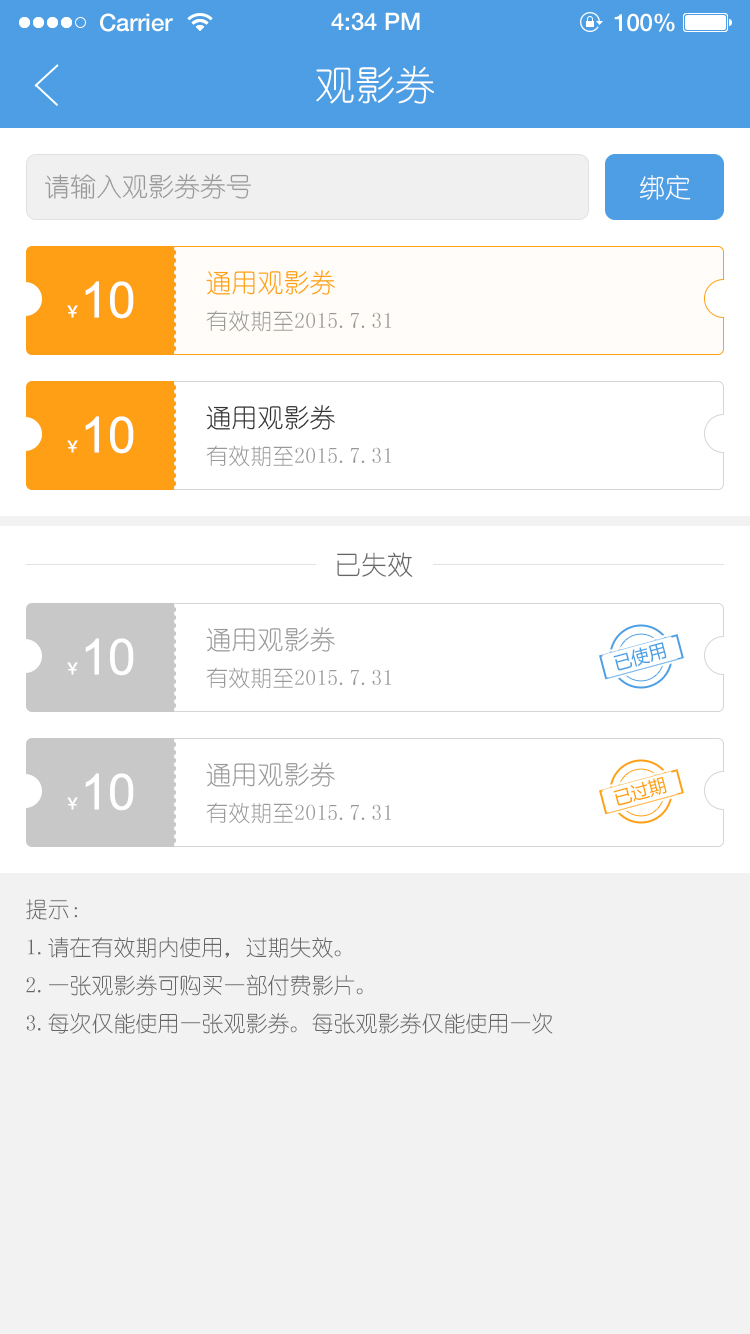 Carrier 4:34 PM 100%
观影券
请输入观影券券号 绑定
¥10 通用观影券
有效期至2015.7.31
¥10 通用观影券
有效期至2015.7.31
已失效
¥10 通用观影券
有效期至2015.7.31
已使用
¥10 通用观影券
有效期至2015.7.31
已过期
提示:
1.请在有效期内使用，过期失效。
2.一张观影券可购买一部付费影片。
3.每次仅能使用一张观影券。每张观影券仅能使用一次